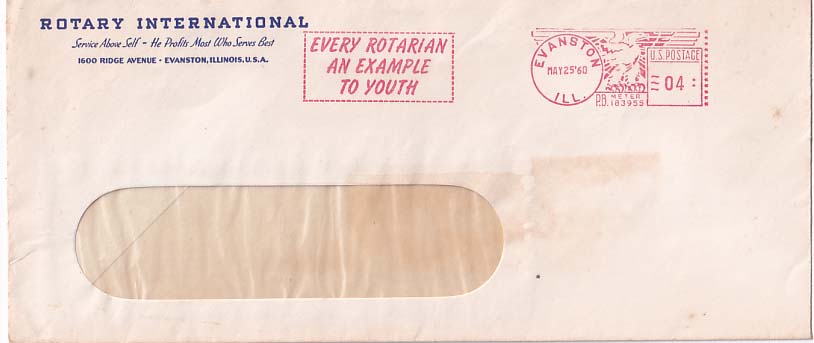 ROTARY INTERNATIONAL
Service Above Self - He Profits Most Who Serves Best
1600 RIDGE AVENUE • EVANSTON, ILLINOIS, U.S.A.
EVERY ROTARIAN
AN EXAMPLE
TO YOUTH
EVANSTON
MAY 25 '60
ILL.
U.S. POSTAGE
04
P.B. METER
183955